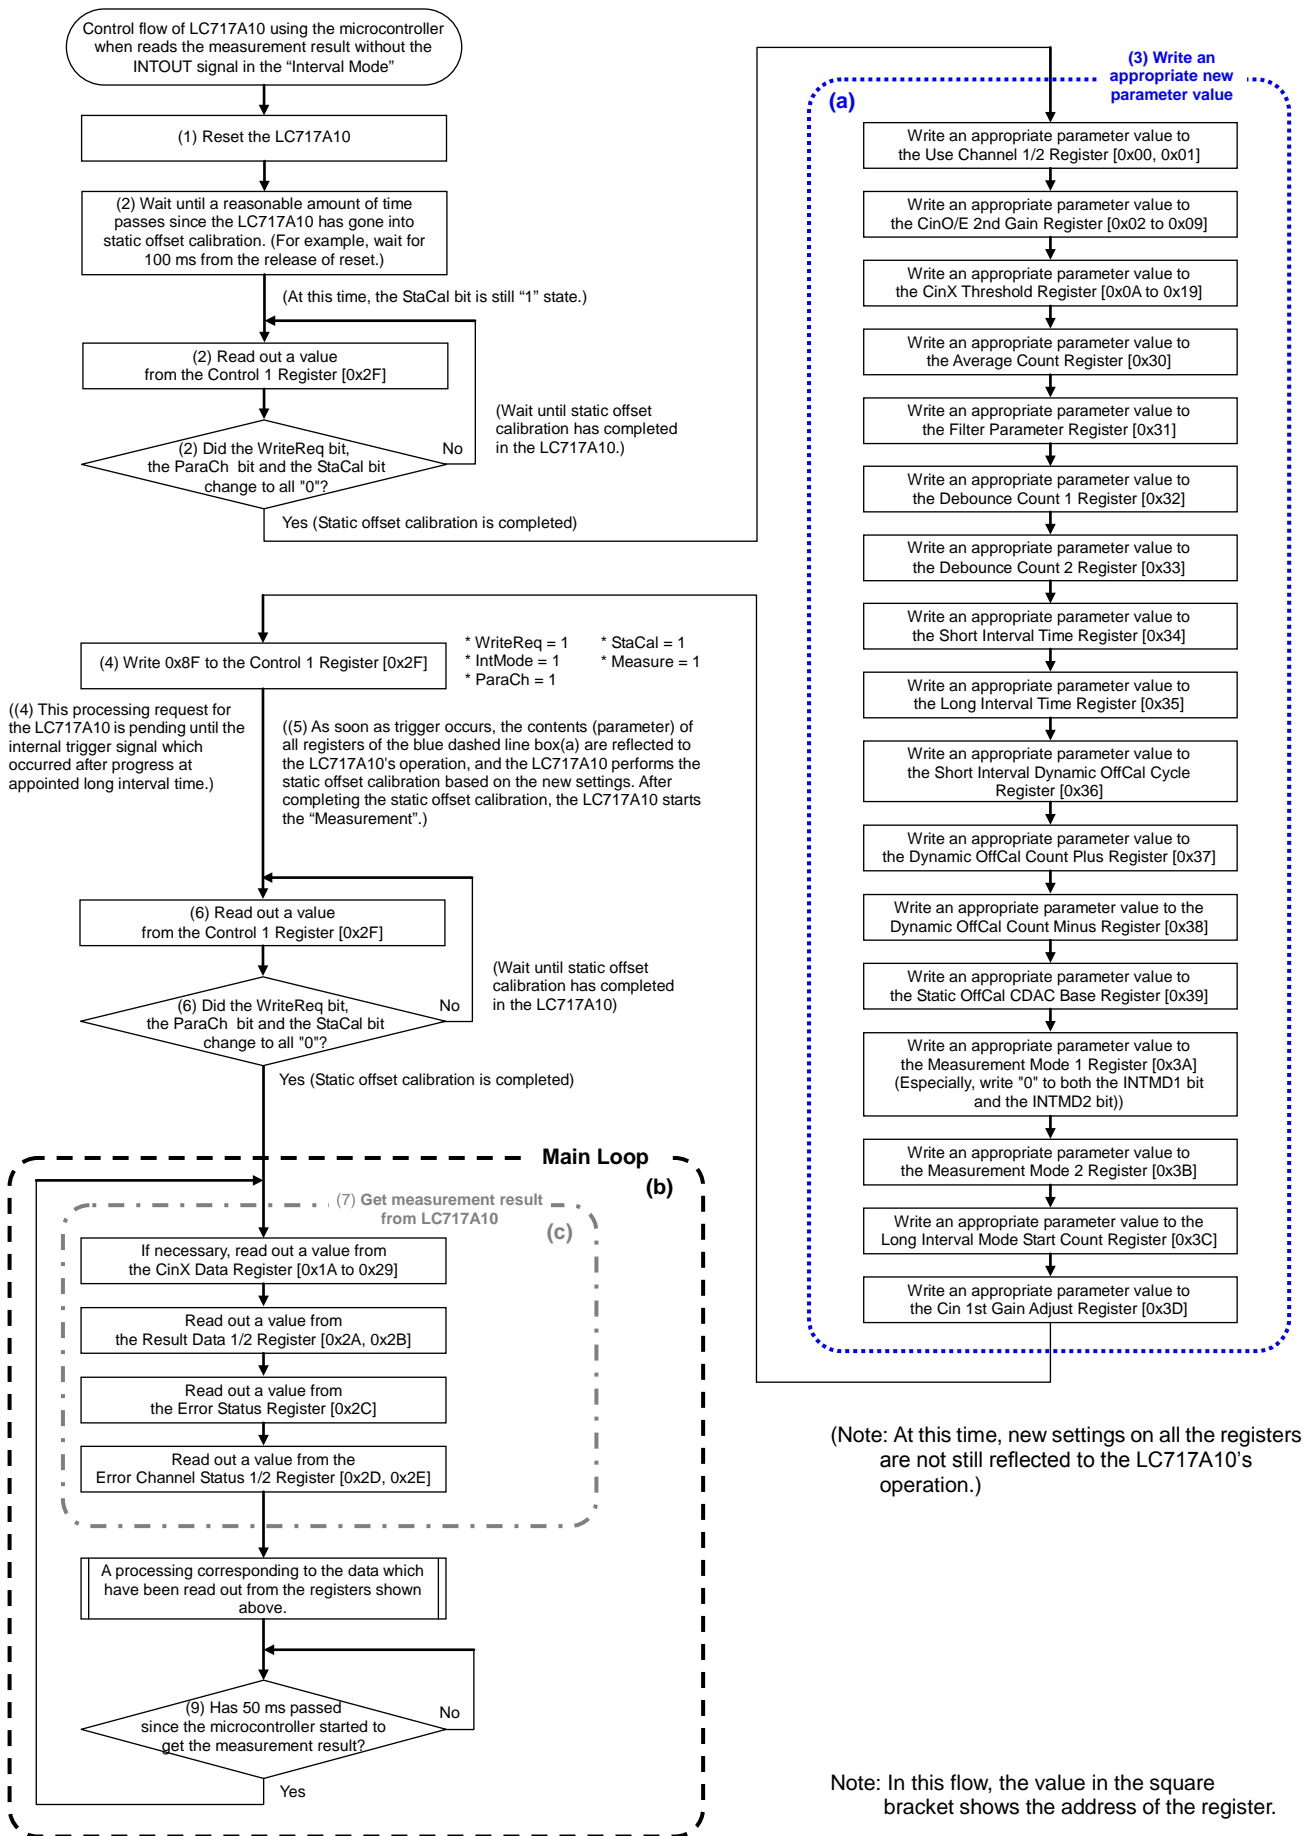 Control flow of LC717A10 using the microcontroller
when reads the measurement result without the
INTOUT signal in the “Interval Mode”
(1) Reset the LC717A10
(2) Wait until a reasonable amount of time
passes since the LC717A10 has gone into
static offset calibration. (For example, wait for
100 ms from the release of reset.)
(At this time, the StaCal bit is still “1” state.)
(2) Read out a value
from the Control 1 Register [0x2F]
(Wait until static offset
calibration has completed
in the LC717A10.)
(2) Did the WriteReq bit,
the ParaCh bit and the StaCal bit
change to all "0"?
No
Yes (Static offset calibration is completed)
(3) Write an
appropriate new
parameter value
(a)
Write an appropriate parameter value to
the Use Channel 1/2 Register [0x00, 0x01]
Write an appropriate parameter value to
the CinO/E 2nd Gain Register [0x02 to 0x09]
Write an appropriate parameter value to
the CinX Threshold Register [0x0A to 0x19]
Write an appropriate parameter value to
the Average Count Register [0x30]
Write an appropriate parameter value to
the Filter Parameter Register [0x31]
Write an appropriate parameter value to
the Debounce Count 1 Register [0x32]
Write an appropriate parameter value to
the Debounce Count 2 Register [0x33]
Write an appropriate parameter value to
the Short Interval Time Register [0x34]
Write an appropriate parameter value to
the Long Interval Time Register [0x35]
Write an appropriate parameter value to
the Short Interval Dynamic OffCal Cycle
Register [0x36]
Write an appropriate parameter value to
the Dynamic OffCal Count Plus Register [0x37]
Write an appropriate parameter value to the
Dynamic OffCal Count Minus Register [0x38]
Write an appropriate parameter value to
the Static OffCal CDAC Base Register [0x39]
Write an appropriate parameter value to
the Measurement Mode 1 Register [0x3A]
(Especially, write "0" to both the INTMD1 bit
and the INTMD2 bit))
Write an appropriate parameter value to
the Measurement Mode 2 Register [0x3B]
Write an appropriate parameter value to the
Long Interval Mode Start Count Register [0x3C]
Write an appropriate parameter value to
the Cin 1st Gain Adjust Register [0x3D]
(Note: At this time, new settings on all the registers
are not still reflected to the LC717A10’s
operation.)
(4) Write 0x8F to the Control 1 Register [0x2F]
* WriteReq = 1 * StaCal = 1
* IntMode = 1 * Measure = 1
* ParaCh = 1
((4) This processing request for
the LC717A10 is pending until the
internal trigger signal which
occurred after progress at
appointed long interval time.)
((5) As soon as trigger occurs, the contents (parameter) of
all registers of the blue dashed line box(a) are reflected to
the LC717A10’s operation, and the LC717A10 performs the
static offset calibration based on the new settings. After
completing the static offset calibration, the LC717A10 starts
the “Measurement”.)
(6) Read out a value
from the Control 1 Register [0x2F]
(Wait until static offset
calibration has completed
in the LC717A10)
(6) Did the WriteReq bit,
the ParaCh bit and the StaCal bit
change to all "0"?
No
Yes (Static offset calibration is completed)
Main Loop
(b)
(7) Get measurement result
from LC717A10
(c)
If necessary, read out a value from
the CinX Data Register [0x1A to 0x29]
Read out a value from
the Result Data 1/2 Register [0x2A, 0x2B]
Read out a value from
the Error Status Register [0x2C]
Read out a value from the
Error Channel Status 1/2 Register [0x2D, 0x2E]
A processing corresponding to the data which
have been read out from the registers shown
above.
(9) Has 50 ms passed
since the microcontroller started to
get the measurement result?
No
Yes
Note: In this flow, the value in the square
bracket shows the address of the register.